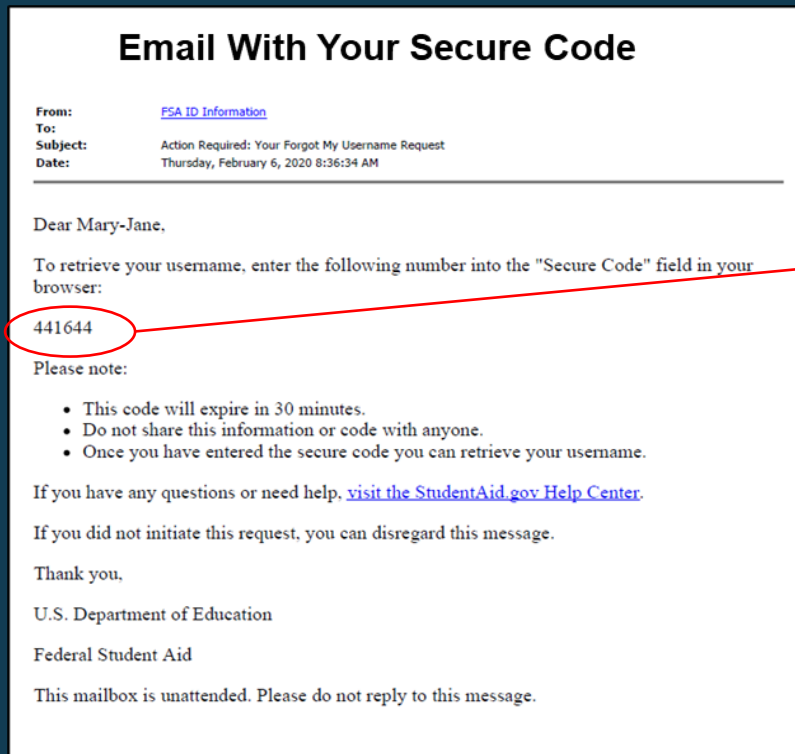 Email With Your Secure Code
From: FSA ID Information
To:
Subject: Action Required: Your Forgot My Username Request
Date: Thursday, February 6, 2020 8:36:34 AM
Dear Mary-Jane,
To retrieve your username, enter the following number into the "Secure Code" field in your
browser:
441644
Please note:
• This code will expire in 30 minutes.
• Do not share this information or code with anyone.
• Once you have entered the secure code you can retrieve your username.
If you have any questions or need help, visit the StudentAid.gov Help Center.
If you did not initiate this request, you can disregard this message.
Thank you,
U.S. Department of Education
Federal Student Aid
This mailbox is unattended. Please do not reply to this message.